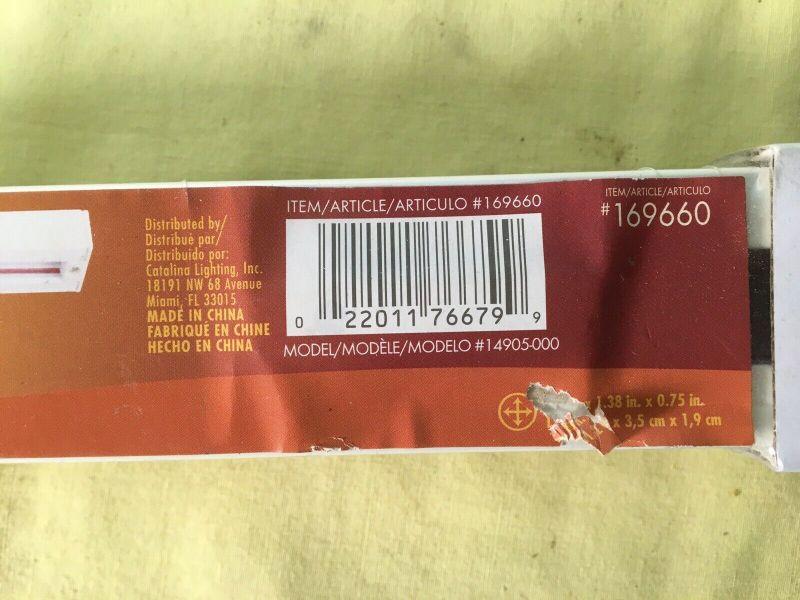 Distributed by/
Distribué par/
Distribuido por:
Catalina Lighting, Inc.
18191 NW 68 Avenue
Miami, FL 33015
MADE IN CHINA
FABRIQUÉ EN CHINE
HECHO EN CHINA
ITEM/ARTICLE/ARTICULO #169660
0 22011 76679 9
MODEL/MODÈLE/MODELO #14905-000
ITEM/ARTICLE/ARTICULO
#169660
1.38 in. x 0.75 in.
x 3,5 cm x 1,9 cm